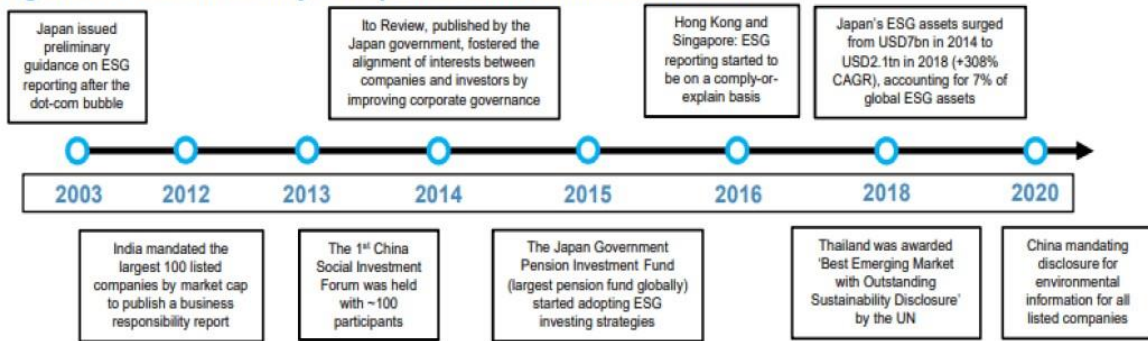 Japan issued
preliminary
guidance on ESG
reporting after the
dot-com bubble
Ito Review, published by the
Japan government, fostered the
alignment of interests between
companies and investors by
improving corporate governance
Hong Kong and
Singapore: ESG
reporting started to
be on a comply-or-
explain basis
Japan's ESG assets surged
from USD7bn in 2014 to
USD2.1tn in 2018 (+308%
CAGR), accounting for 7% of
global ESG assets
2003 2012 2013 2014 2015 2016 2018 2020
India mandated the
largest 100 listed
companies by market cap
to publish a business
responsibility report
The 1st China
Social Investment
Forum was held
with ~100
participants
The Japan Government
Pension Investment Fund
(largest pension fund globally)
started adopting ESG
investing strategies
Thailand was awarded
'Best Emerging Market
with Outstanding
Sustainability Disclosure'
by the UN
China mandating
disclosure for
environmental
information for all
listed companies